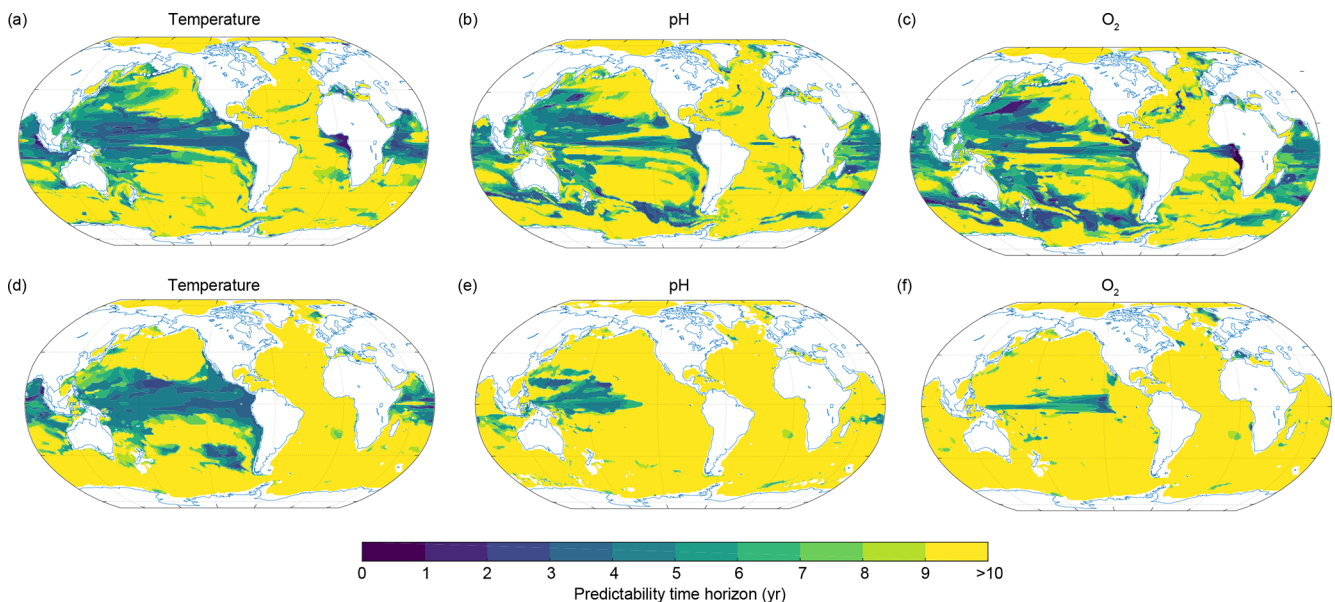 (a) Temperature (b) pH (c) O₂
(d) Temperature (e) pH (f) O₂
0 1 2 3 4 5 6 7 8 9 >10
Predictability time horizon (yr)